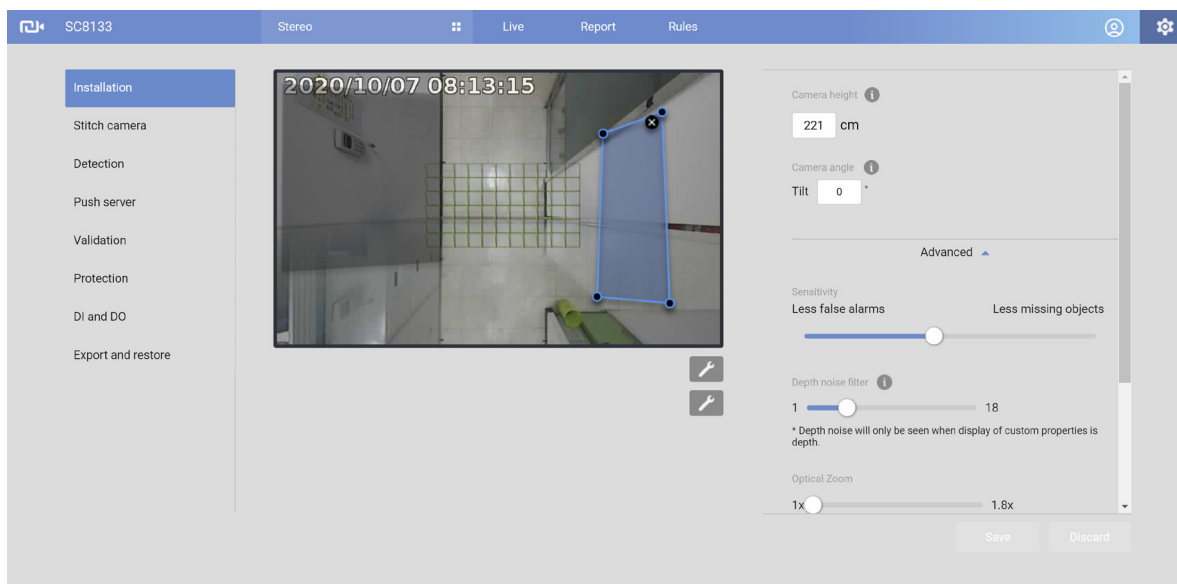 SC8133
Stereo
Live
Report
Rules
Installation
Stitch camera
Detection
Push server
Validation
Protection
DI and DO
Export and restore
2020/10/07 08:13:15
Camera height
221 cm
Camera angle
Tilt 0 °
Advanced
Sensitivity
Less false alarms Less missing objects
Depth noise filter
1 18
* Depth noise will only be seen when display of custom properties is
depth.
Optical Zoom
1x 1.8x
Save Discard